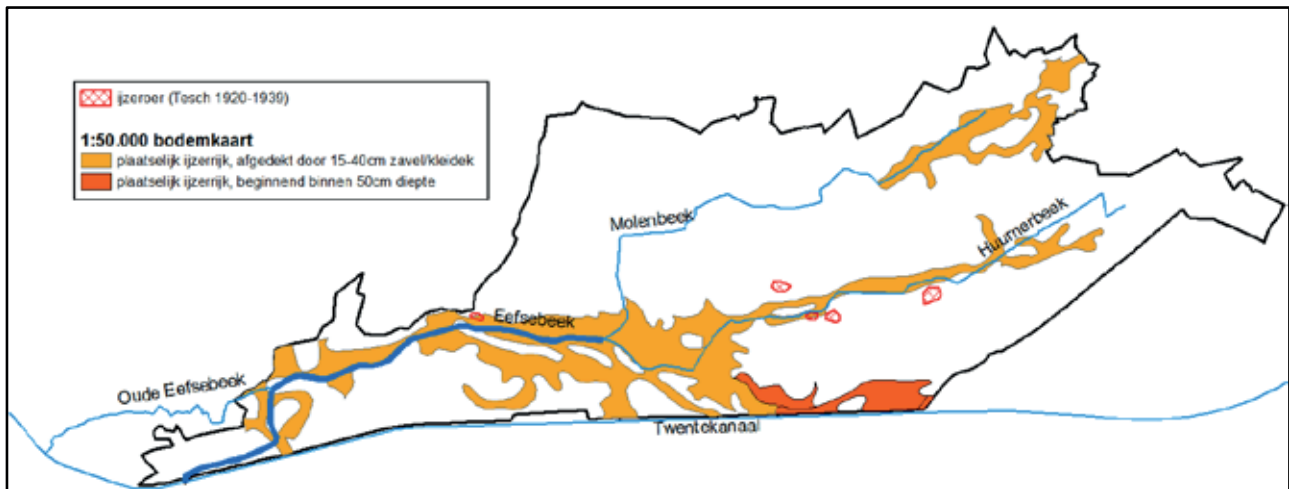 ijzeroer (Tesch 1920-1939)
1:50.000 bodemkaart
plaatselijk ijzerrijk, afgedekt door 15-40cm zavel/kleidek
plaatselijk ijzerrijk, beginnend binnen 50cm diepte
Molenbeek
Huurnerbeek
Eefsebeek
Oude Eefsebeek
Twentekanaal